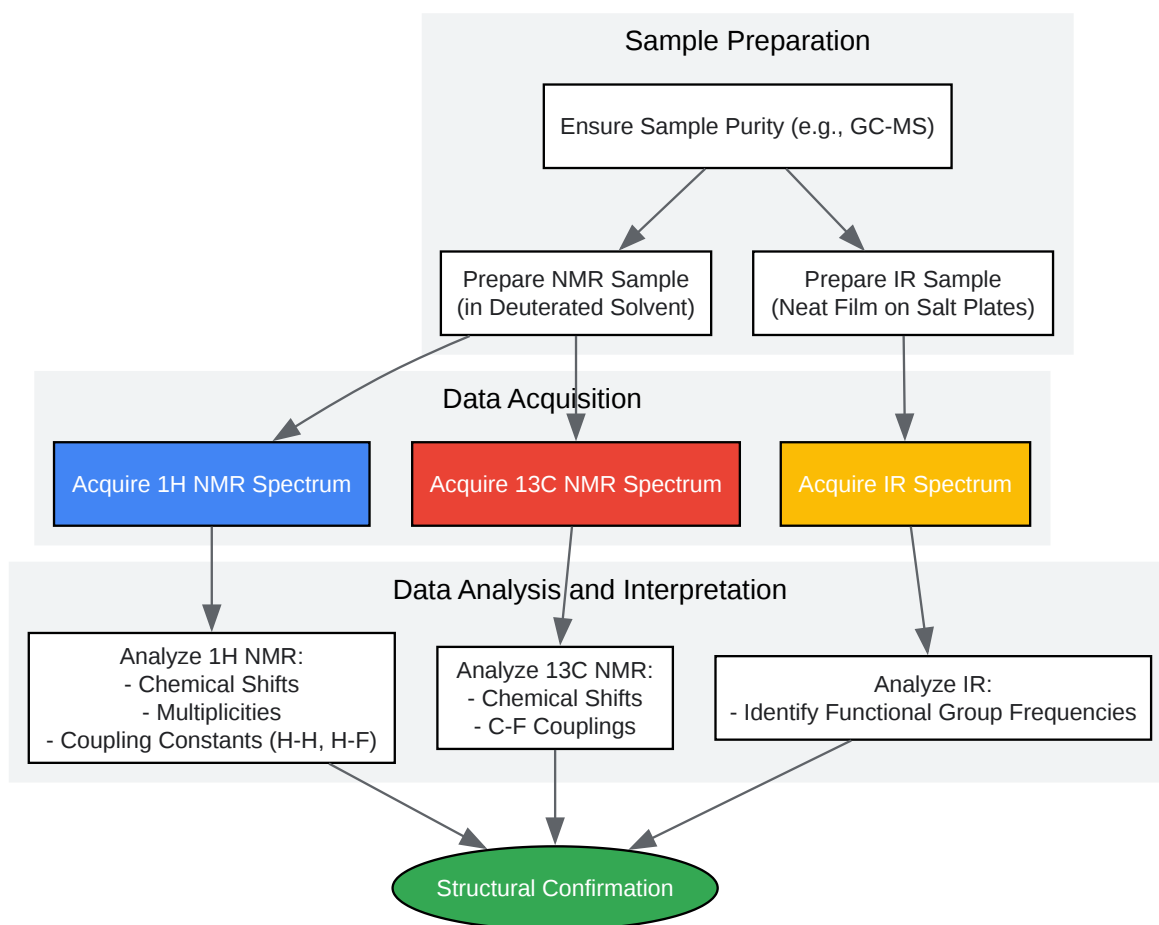 Sample Preparation
Ensure Sample Purity (e.g., GC-MS)
Prepare NMR Sample
(in Deuterated Solvent)
Prepare IR Sample
(Neat Film on Salt Plates)
Data Acquisition
Acquire 1H NMR Spectrum
Acquire 13C NMR Spectrum
Acquire IR Spectrum
Data Analysis and Interpretation
Analyze 1H NMR:
- Chemical Shifts
- Multiplicities
- Coupling Constants (H-H, H-F)
Analyze 13C NMR:
- Chemical Shifts
- C-F Couplings
Analyze IR:
- Identify Functional Group Frequencies
Structural Confirmation